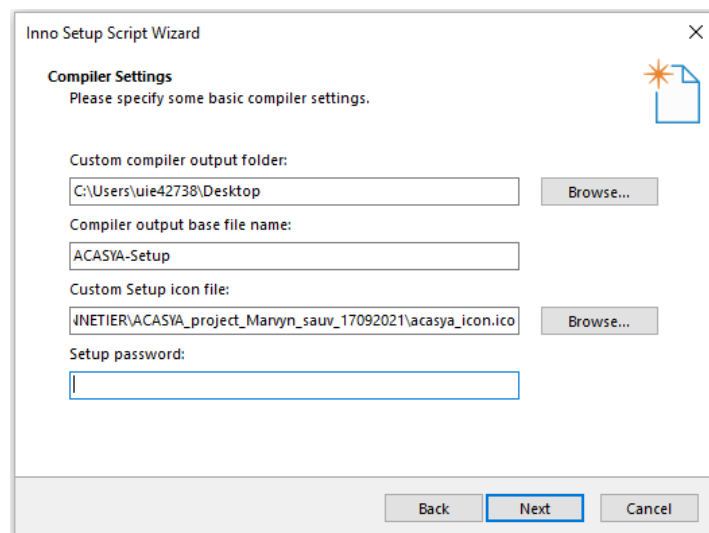 Inno Setup Script Wizard
Compiler Settings
Please specify some basic compiler settings.
Custom compiler output folder:
C:\Users\uie42738\Desktop
Browse...
Compiler output base file name:
ACASYA-Setup
Custom Setup icon file:
NNETIER\ACASYA_project_Marvyn_sauv_17092021\acasya_icon.ico
Browse...
Setup password:
Back
Next
Cancel